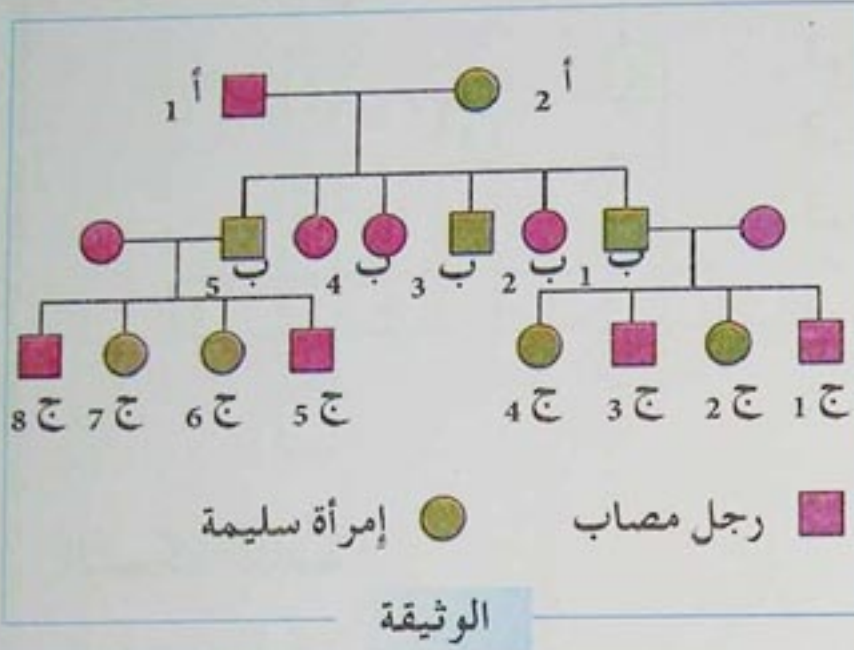 أ 1
أ 2
ب 5
ب 4
ب 3
ب 2
ب 1
ج 8
ج 7
ج 6
ج 5
ج 4
ج 3
ج 2
ج 1
رجل مصاب
إمرأة سليمة
الوثيقة